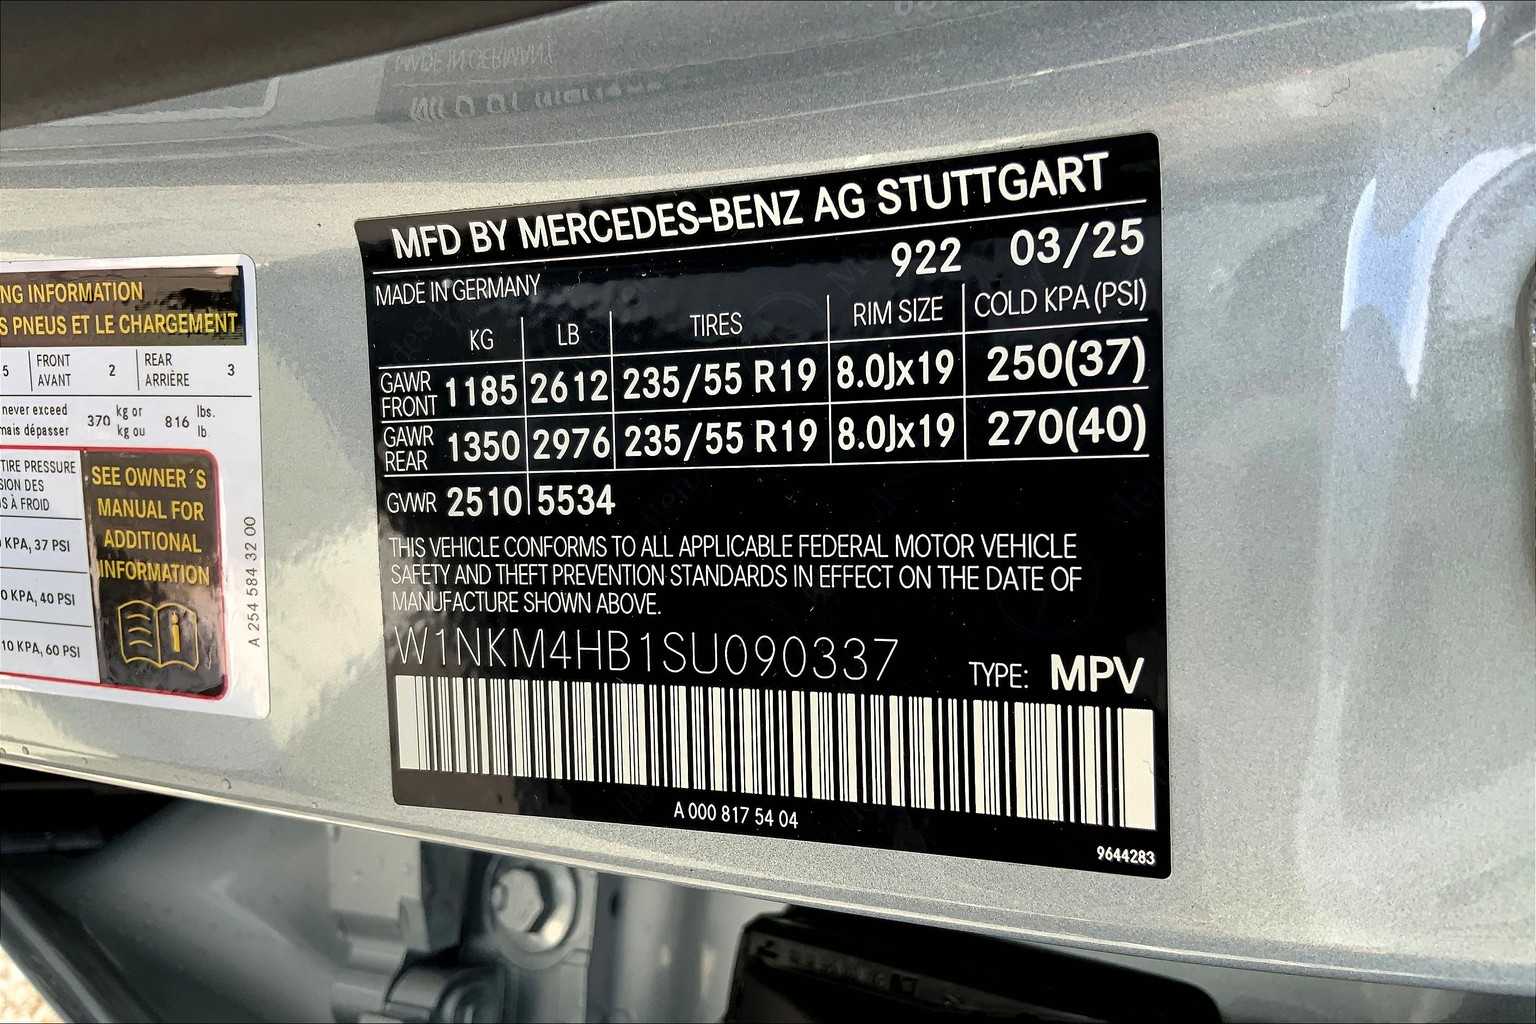 NG INFORMATION
S PNEUS ET LE CHARGEMENT
5 FRONT AVANT 2 REAR ARRIÈRE 3
never exceed 370 kg or 816 lbs.
mais dépasser kg ou lb
TIRE PRESSURE
SION DES
S À FROID
KPA, 37 PSI
0 KPA, 40 PSI
10 KPA, 60 PSI
SEE OWNER´S
MANUAL FOR
ADDITIONAL
INFORMATION
A 254 584 32 00
MFD BY MERCEDES-BENZ AG STUTTGART
922 03/25
MADE IN GERMANY
KG LB TIRES RIM SIZE COLD KPA (PSI)
GAWR FRONT 1185 2612 235/55 R19 8.0Jx19 250(37)
GAWR REAR 1350 2976 235/55 R19 8.0Jx19 270(40)
GVWR 2510 5534
THIS VEHICLE CONFORMS TO ALL APPLICABLE FEDERAL MOTOR VEHICLE
SAFETY AND THEFT PREVENTION STANDARDS IN EFFECT ON THE DATE OF
MANUFACTURE SHOWN ABOVE.
W1NKM4HB1SU090337
TYPE: MPV
A 000 817 54 04
9644283